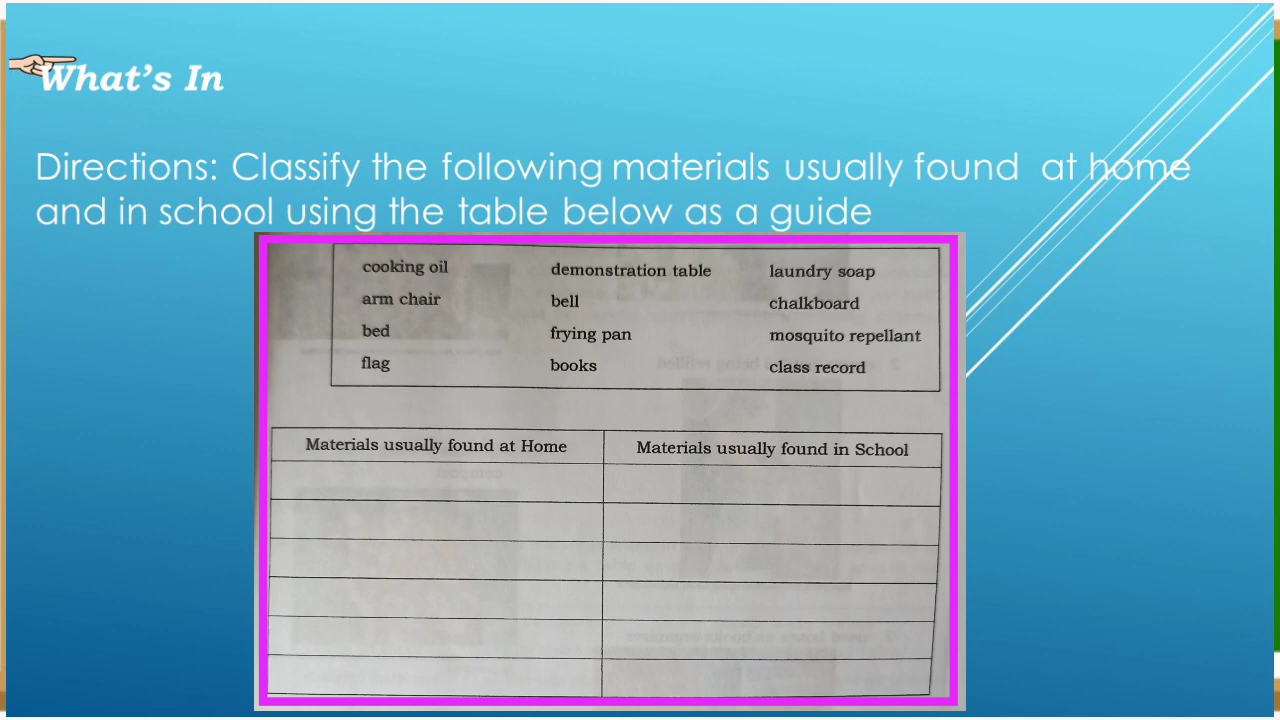 What's In
Directions: Classify the following materials usually found at home
and in school using the table below as a guide
cooking oil demonstration table laundry soap
arm chair bell chalkboard
bed frying pan mosquito repellant
flag books class record
Materials usually found at Home Materials usually found in School